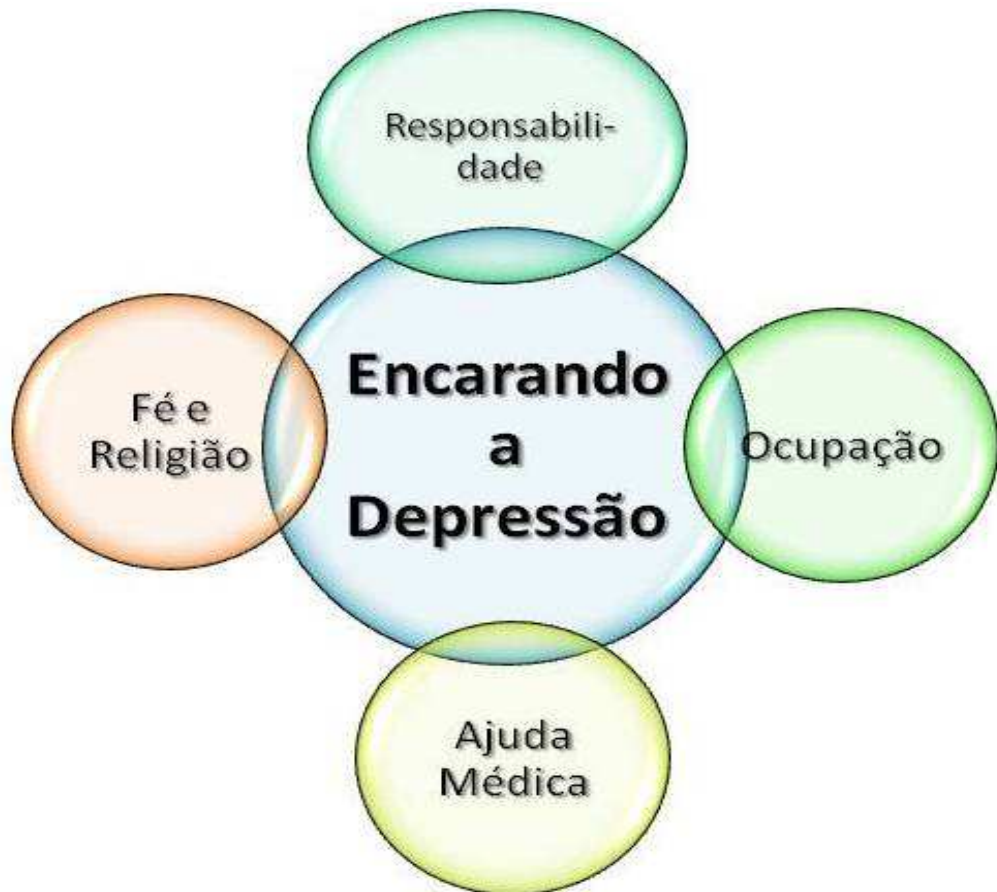 Responsabili-
dade
Fé e
Religião
Encarando
a
Depressão
Ocupação
Ajuda
Médica